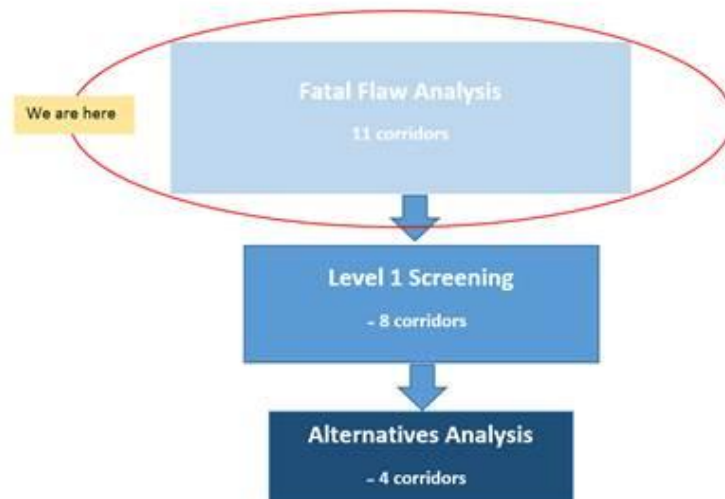 Fatal Flaw Analysis
We are here
11 corridors
Level 1 Screening
~ 8 corridors
Alternatives Analysis
~ 4 corridors